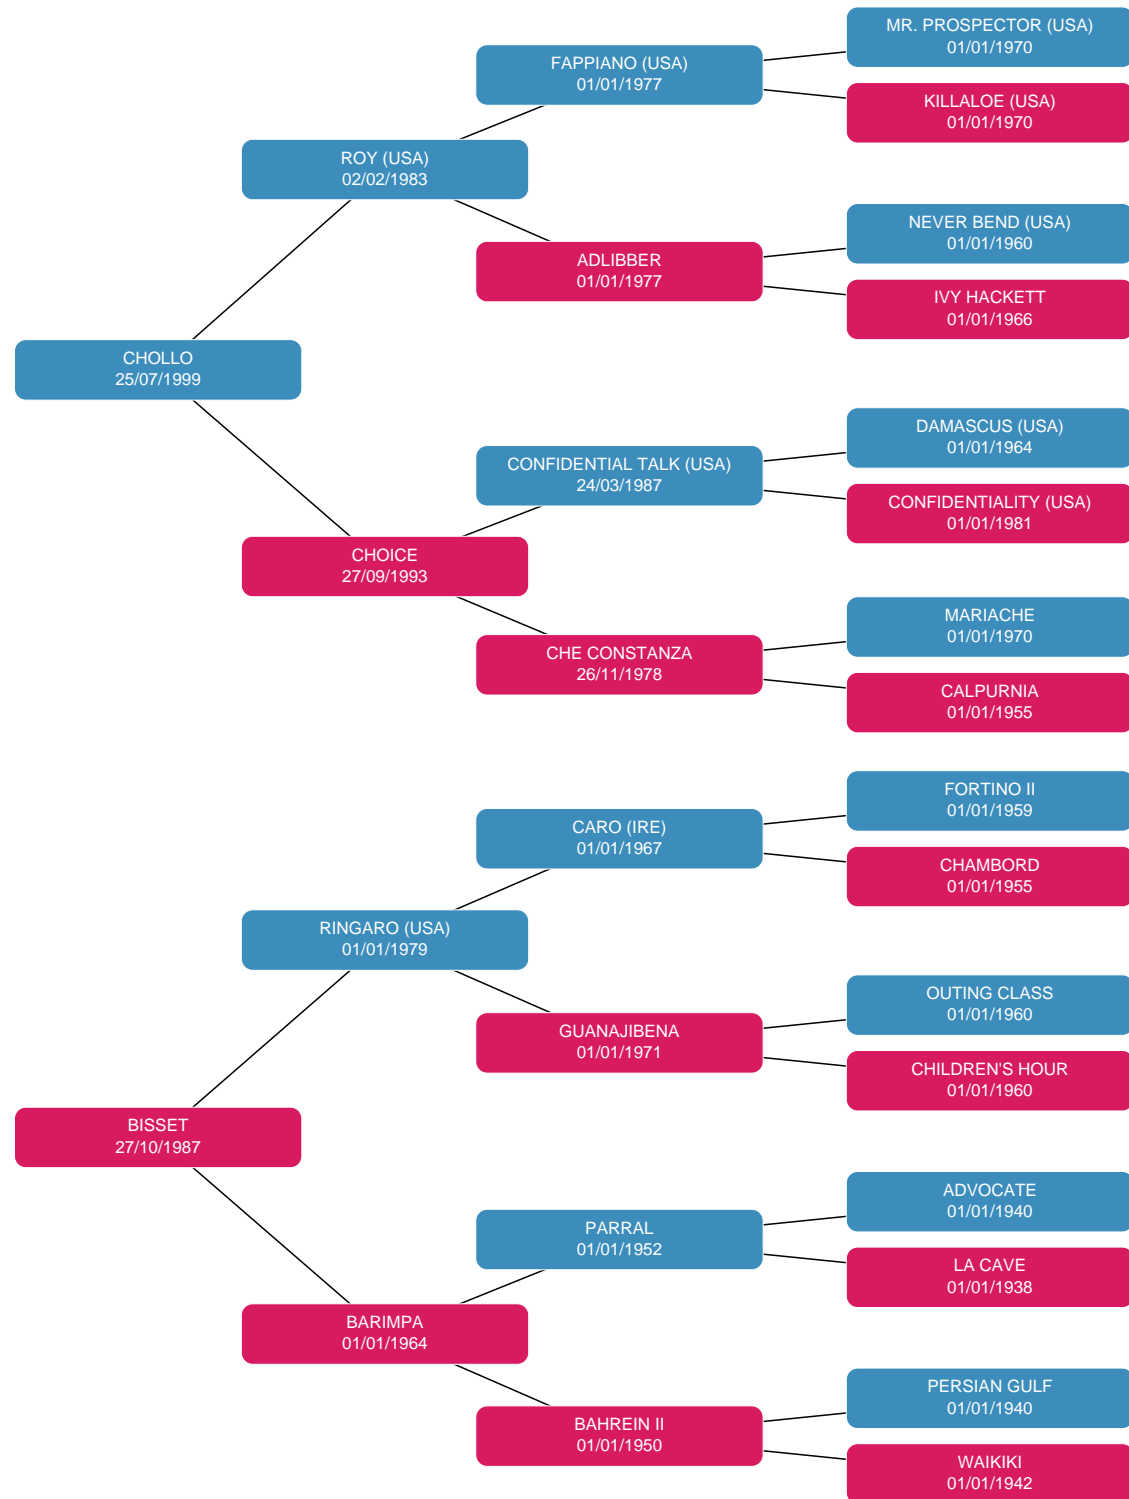 MR. PROSPECTOR (USA)
01/01/1970
FAPPIANO (USA)
01/01/1977
KILLALOE (USA)
01/01/1970
ROY (USA)
02/02/1983
NEVER BEND (USA)
01/01/1960
ADLIBBER
01/01/1977
IVY HACKETT
01/01/1966
CHOLLO
25/07/1999
DAMASCUS (USA)
01/01/1964
CONFIDENTIAL TALK (USA)
24/03/1987
CONFIDENTIALITY (USA)
01/01/1981
CHOICE
27/09/1993
MARIACHE
01/01/1970
CHE CONSTANZA
26/11/1978
CALPURNIA
01/01/1955
FORTINO II
01/01/1959
CARO (IRE)
01/01/1967
CHAMBORD
01/01/1955
RINGARO (USA)
01/01/1979
OUTING CLASS
01/01/1960
GUANAJIBENA
01/01/1971
CHILDREN'S HOUR
01/01/1960
BISSET
27/10/1987
ADVOCATE
01/01/1940
PARRAL
01/01/1952
LA CAVE
01/01/1938
BARIMPA
01/01/1964
PERSIAN GULF
01/01/1940
BAHREIN II
01/01/1950
WAIKIKI
01/01/1942